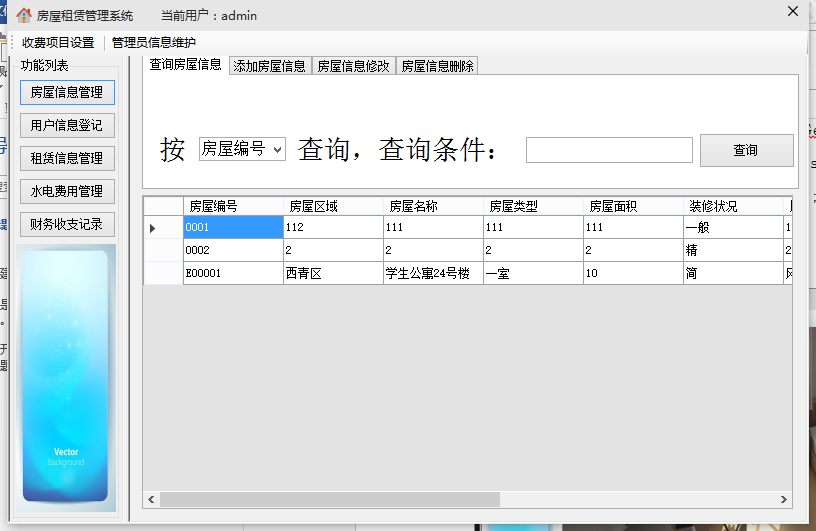 房屋租赁管理系统 当前用户：admin
收费项目设置 管理员信息维护
功能列表
房屋信息管理
用户信息登记
租赁信息管理
水电费用管理
财务收支记录
Vector
background
查询房屋信息 添加房屋信息 房屋信息修改 房屋信息删除
按 房屋编号 查询，查询条件： 查询
房屋编号 房屋区域 房屋名称 房屋类型 房屋面积 装修状况
0001 112 111 111 111 一般 1
0002 2 2 2 2 精 2
E00001 西青区 学生公寓24号楼 一室 10 简